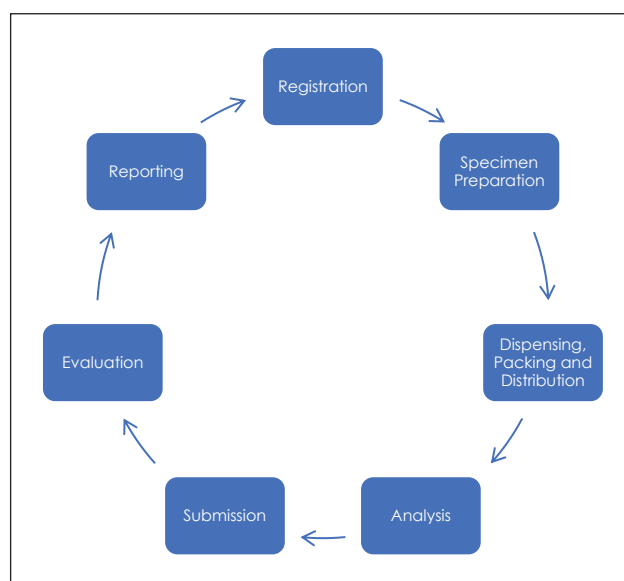 Registration
Specimen
Preparation
Dispensing,
Packing and
Distribution
Analysis
Submission
Evaluation
Reporting